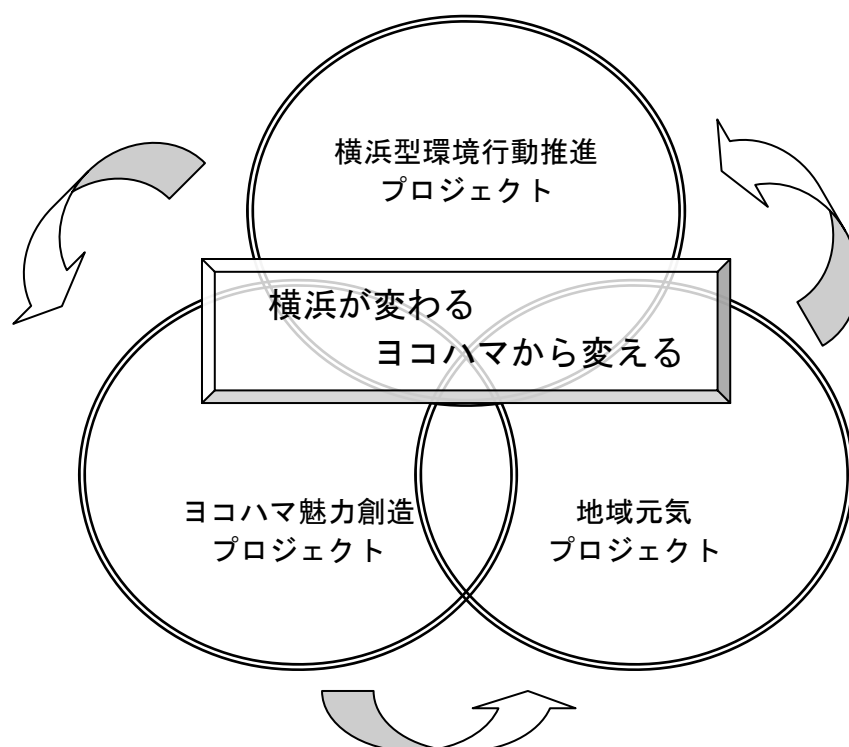 横浜型環境行動推進
プロジェクト
横浜が変わる
ヨコハマから変える
ヨコハマ魅力創造
プロジェクト
地域元気
プロジェクト